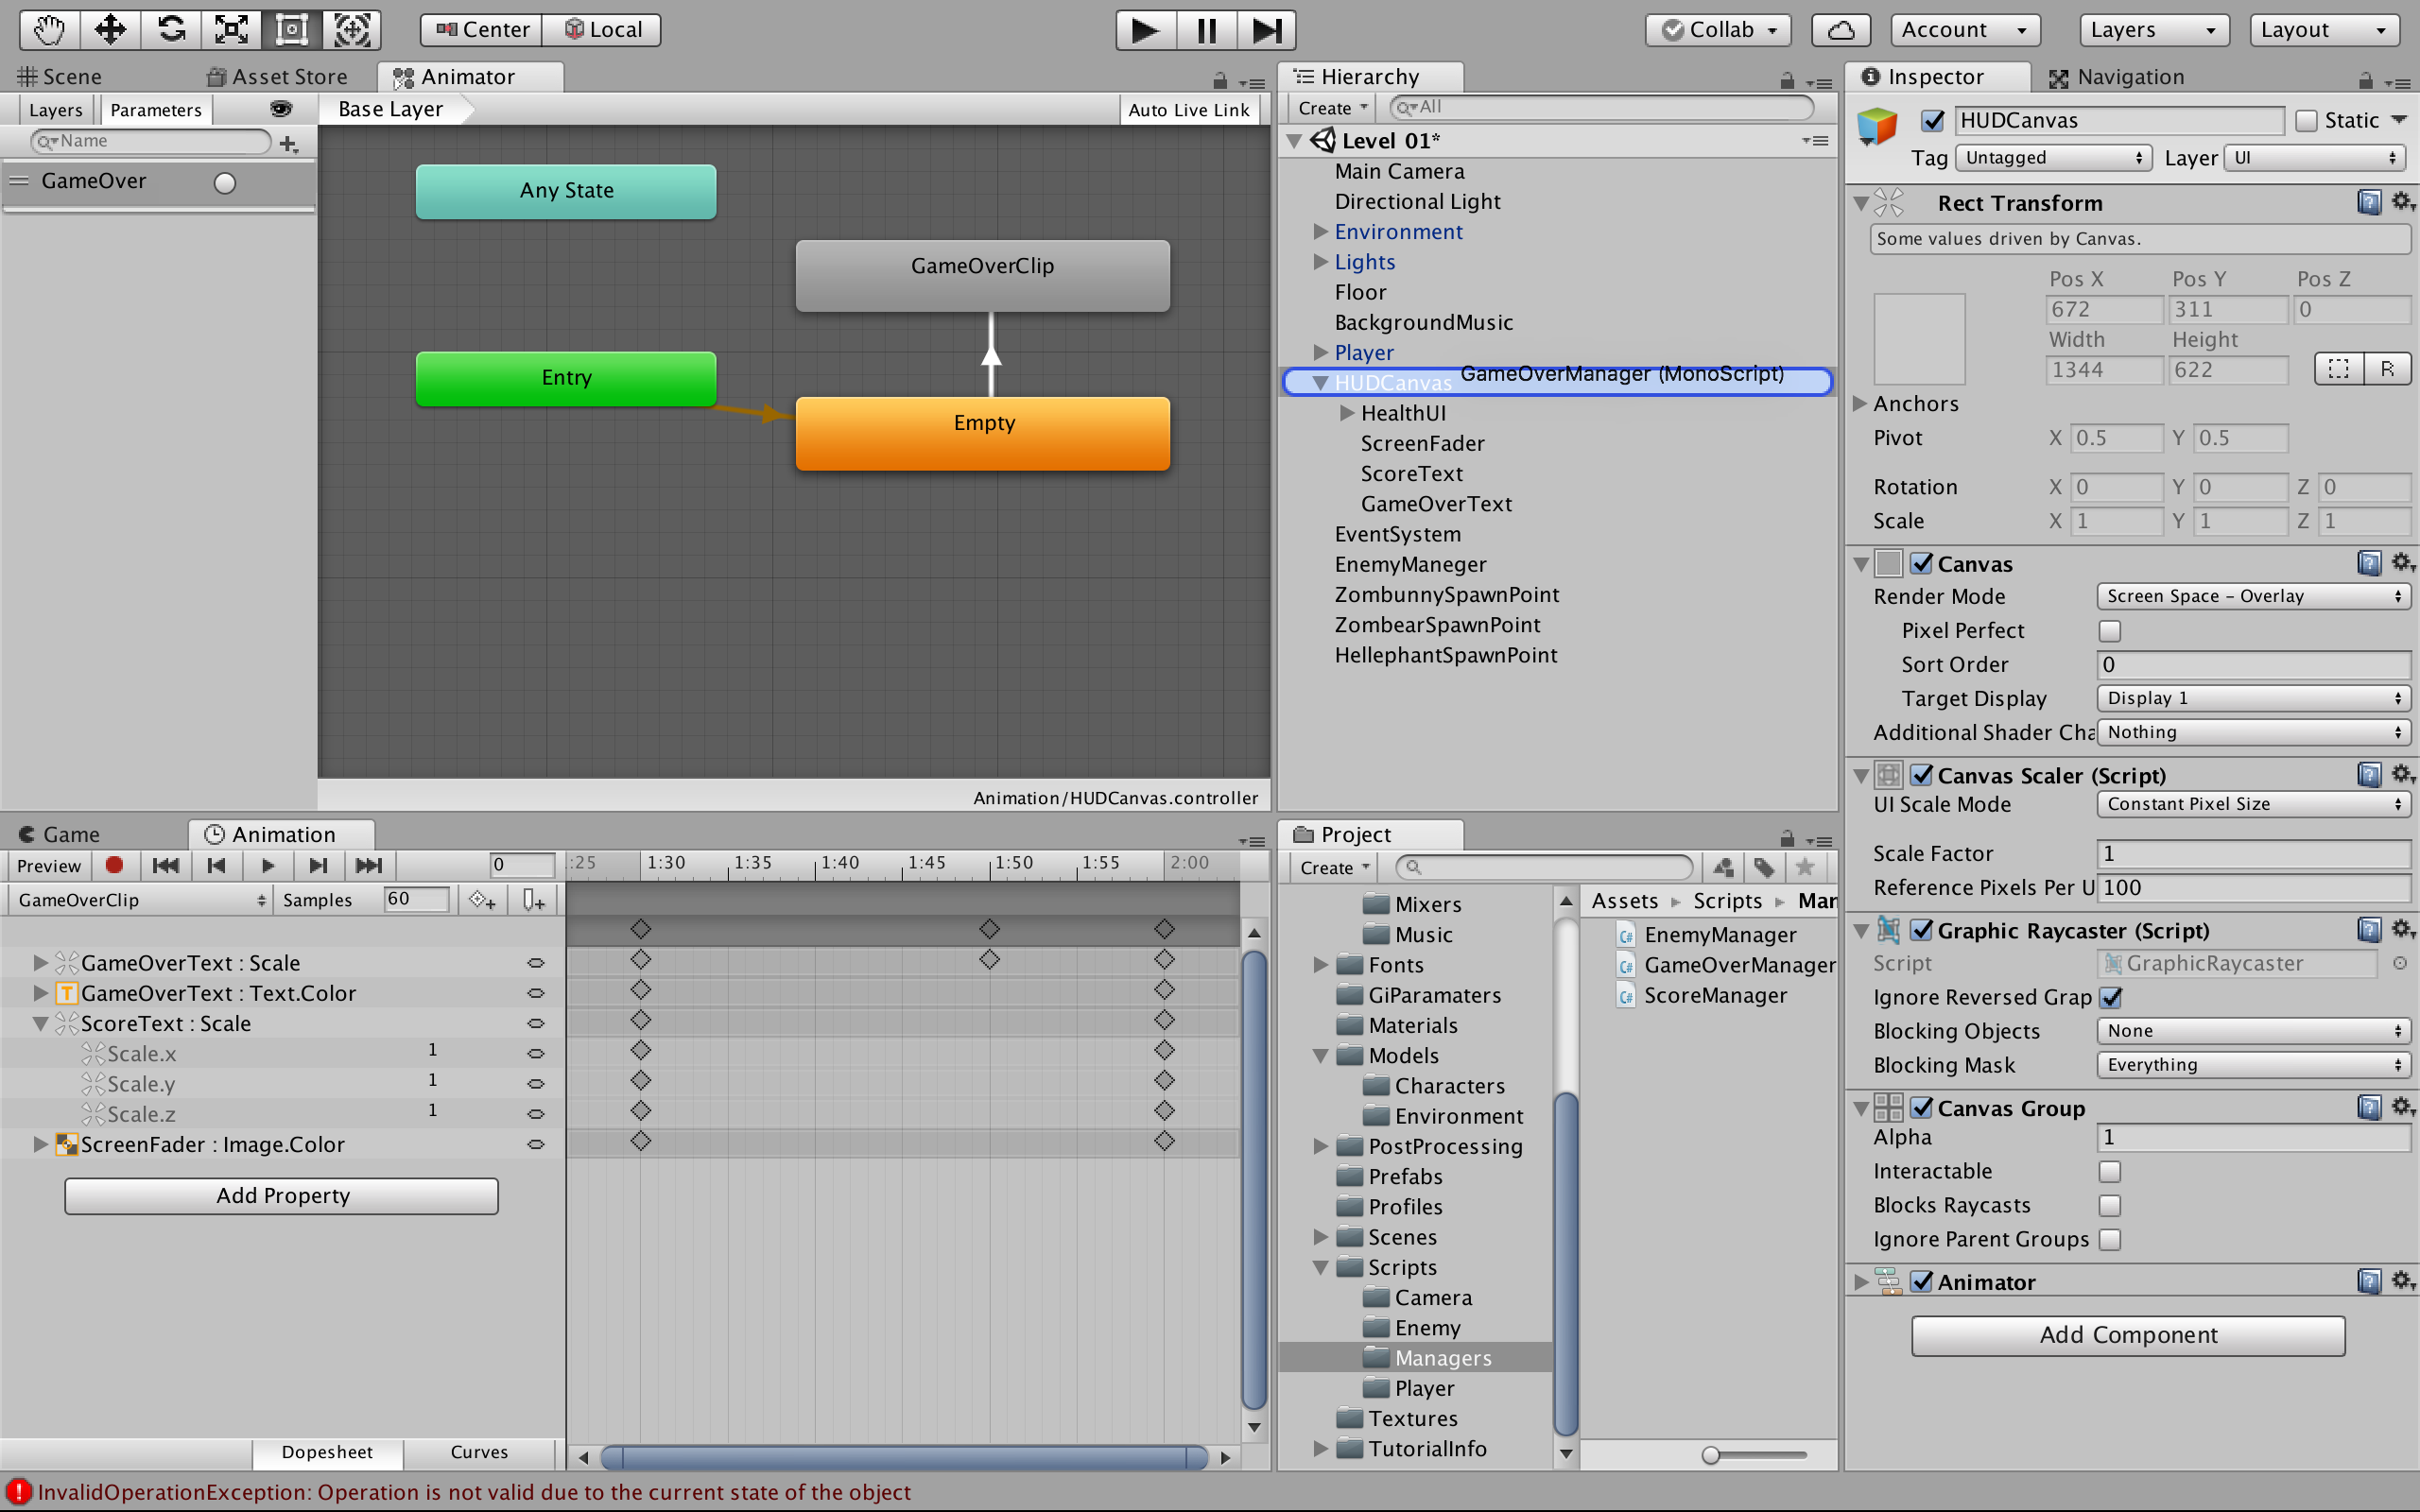 Center Local Collab Account Layers Layout
Scene Asset Store Animator
Layers Parameters Base Layer Auto Live Link
Name
GameOver
Any State
GameOverClip
Entry
Empty
Animation/HUDCanvas.controller
Hierarchy
Create All
Level 01*
Main Camera
Directional Light
Environment
Lights
Floor
BackgroundMusic
Player
HUDCanvas GameOverManager (MonoScript)
HealthUI
ScreenFader
ScoreText
GameOverText
EventSystem
EnemyManeger
ZombunnySpawnPoint
ZombearSpawnPoint
HellephantSpawnPoint
Inspector Navigation
HUDCanvas Static
Tag Untagged Layer UI
Rect Transform
Some values driven by Canvas.
Pos X Pos Y Pos Z
672 311 0
Width Height
1344 622 R
Anchors
Pivot X 0.5 Y 0.5
Rotation X 0 Y 0 Z 0
Scale X 1 Y 1 Z 1
Canvas
Render Mode Screen Space - Overlay
Pixel Perfect
Sort Order 0
Target Display Display 1
Additional Shader Cha Nothing
Canvas Scaler (Script)
UI Scale Mode Constant Pixel Size
Scale Factor 1
Reference Pixels Per U 100
Graphic Raycaster (Script)
Script GraphicRaycaster
Ignore Reversed Grap
Blocking Objects None
Blocking Mask Everything
Canvas Group
Alpha 1
Interactable
Blocks Raycasts
Ignore Parent Groups
Animator
Add Component
Game Animation
Preview 0 :25 1:30 1:35 1:40 1:45 1:50 1:55 2:00
GameOverClip Samples 60
GameOverText : Scale
GameOverText : Text.Color
ScoreText : Scale
Scale.x 1
Scale.y 1
Scale.z 1
ScreenFader : Image.Color
Add Property
Dopesheet Curves
Project
Create
Mixers
Music
Fonts
GiParamaters
Materials
Models
Characters
Environment
PostProcessing
Prefabs
Profiles
Scenes
Scripts
Camera
Enemy
Managers
Player
Textures
TutorialInfo
Assets Scripts Man
EnemyManager
GameOverManager
ScoreManager
InvalidOperationException: Operation is not valid due to the current state of the object